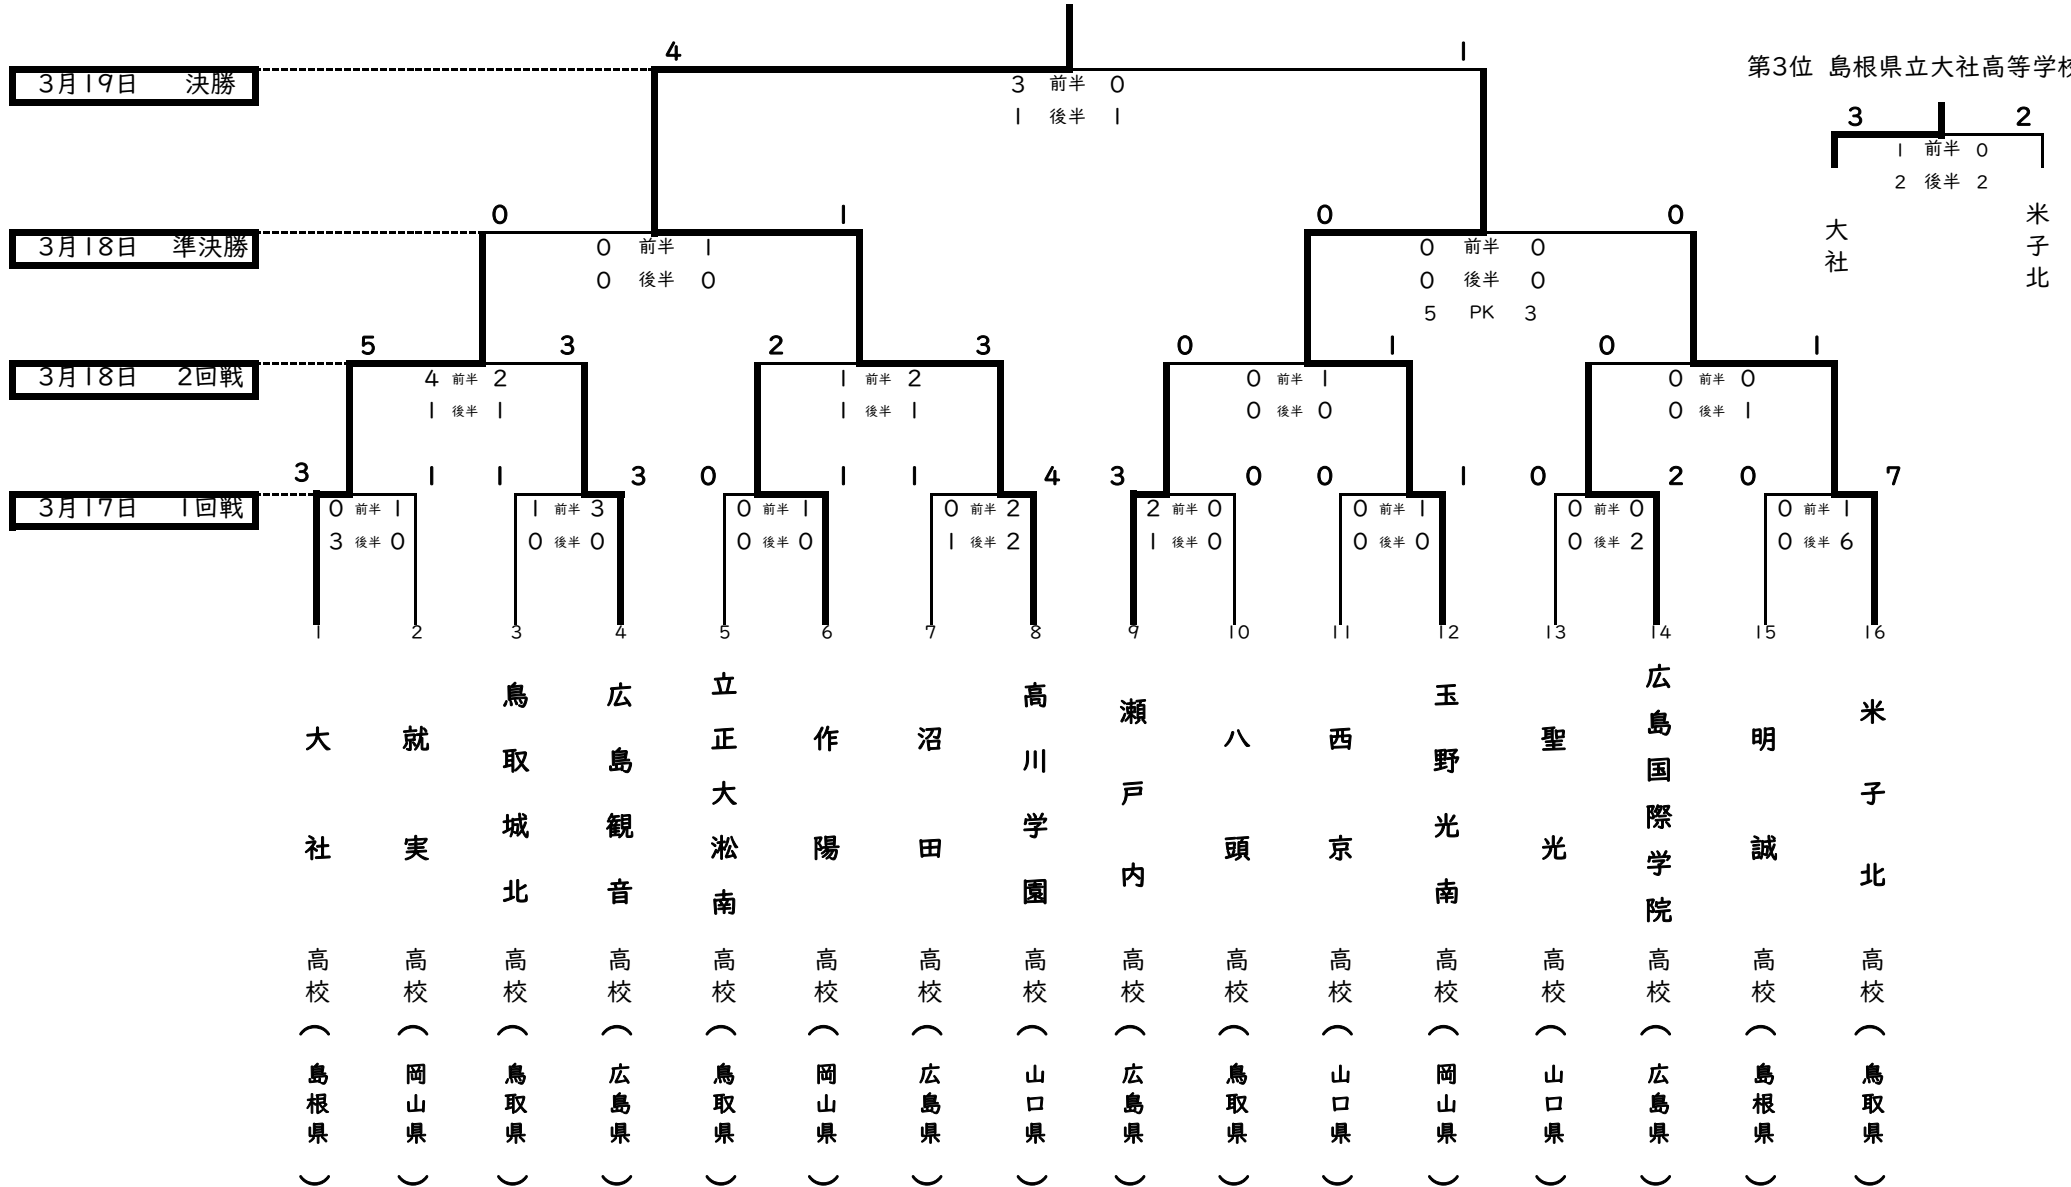 4 1
第3位 島根県立大社高等学校
3月19日 決勝
3 前半 0
1 後半 1
3 2
1 前半 0
2 後半 2
大社
米子北
0 1 0 0
3月18日 準決勝
0 前半 1 0 前半 0
0 後半 0 0 後半 0
5 PK 3
5 3 2 3 0 1 0 1
3月18日 2回戦
4 前半 2 1 前半 2 0 前半 1 0 前半 0
1 後半 1 1 後半 1 0 後半 0 0 後半 1
3 1 1 3 0 1 1 4 3 0 0 1 0 2 0 7
3月17日 1回戦
0 前半 1 1 前半 3 0 前半 1 0 前半 2 2 前半 0 0 前半 1 0 前半 0 0 前半 1
3 後半 0 0 後半 0 0 後半 0 1 後半 2 1 後半 0 0 後半 0 0 後半 2 0 後半 6
1 2 3 4 5 6 7 8 9 10 11 12 13 14 15 16
大社高校(島根県)
就実高校(岡山県)
鳥取城北高校(鳥取県)
広島観音高校(広島県)
立正大淞南高校(鳥取県)
作陽高校(岡山県)
沼田高校(広島県)
高川学園高校(山口県)
瀬戸内高校(広島県)
八頭高校(鳥取県)
西京高校(山口県)
玉野光南高校(岡山県)
聖光高校(山口県)
広島国際学院高校(広島県)
明誠高校(島根県)
米子北高校(鳥取県)